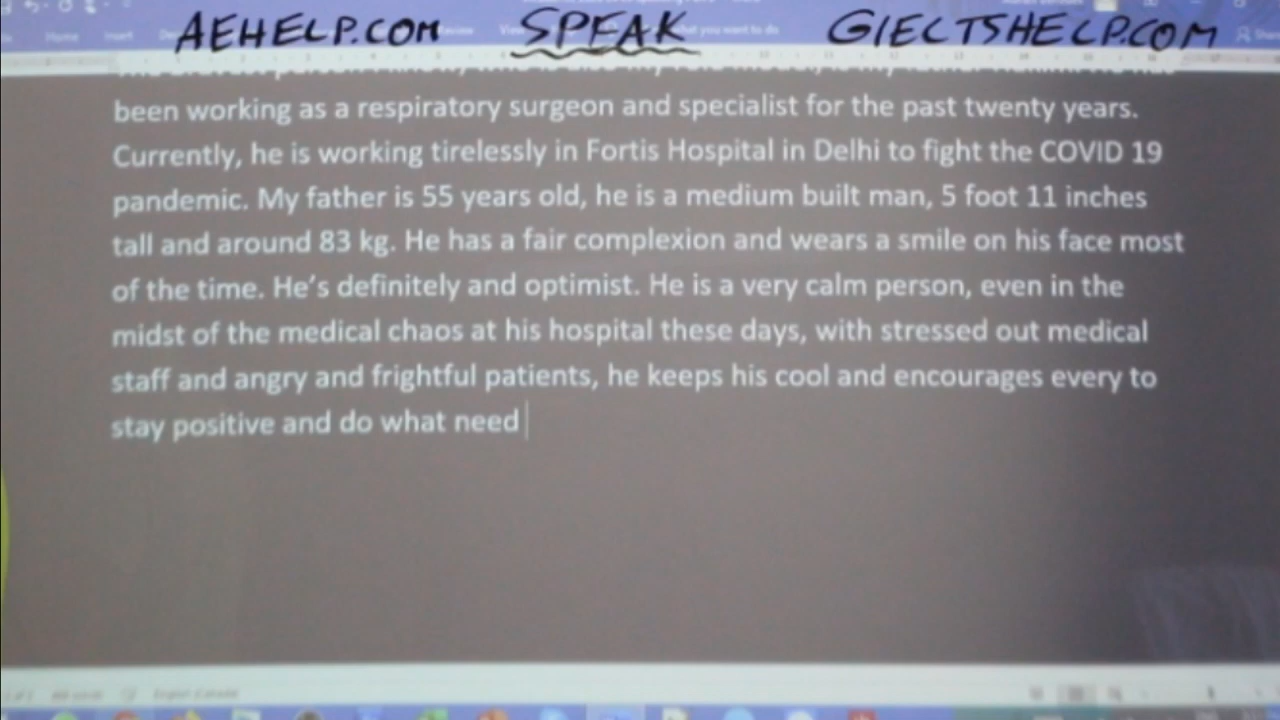 AEHELP.COM SPEAK GIELTSHELP.COM
been working as a respiratory surgeon and specialist for the past twenty years.
Currently, he is working tirelessly in Fortis Hospital in Delhi to fight the COVID 19
pandemic. My father is 55 years old, he is a medium built man, 5 foot 11 inches
tall and around 83 kg. He has a fair complexion and wears a smile on his face most
of the time. He's definitely and optimist. He is a very calm person, even in the
midst of the medical chaos at his hospital these days, with stressed out medical
staff and angry and frightful patients, he keeps his cool and encourages every to
stay positive and do what need